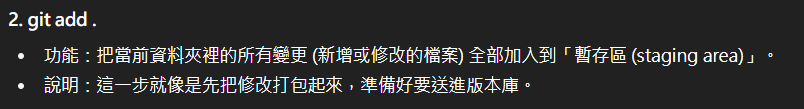 2. git add .
• 功能：把當前資料夾裡的所有變更 (新增或修改的檔案) 全部加入到「暫存區 (staging area)」。
• 說明：這一步就像是先把修改打包起來，準備好要送進版本庫。